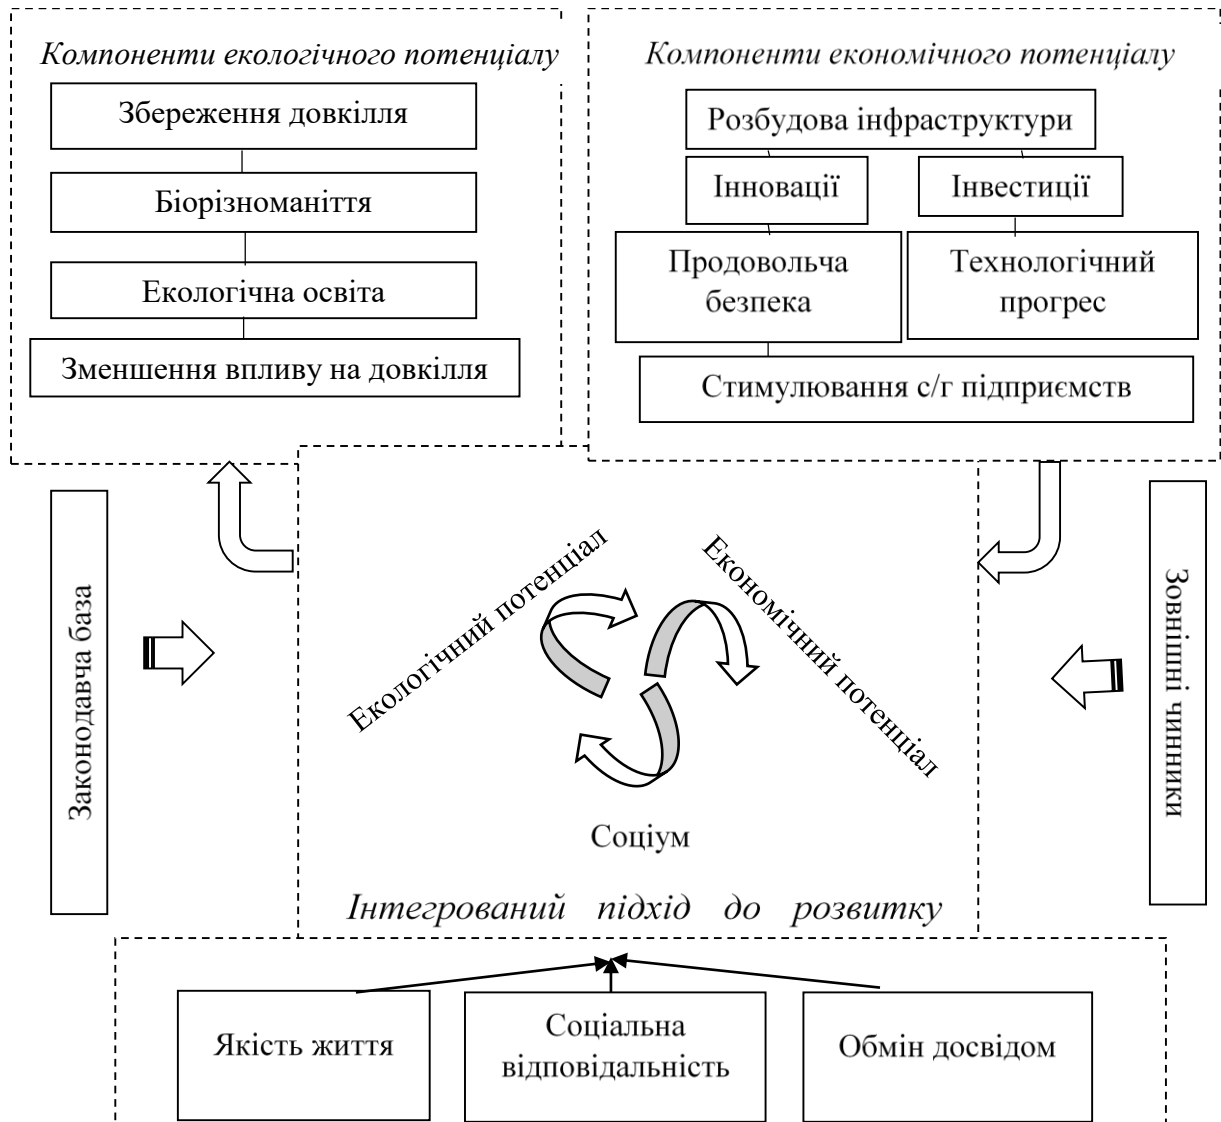 Компоненти екологічного потенціалу
Збереження довкілля
Біорізноманіття
Екологічна освіта
Зменшення впливу на довкілля
Компоненти економічного потенціалу
Розбудова інфраструктури
Інновації
Інвестиції
Продовольча
безпека
Технологічний
прогрес
Стимулювання с/г підприємств
Законодавча база
Екологічний потенціал
Економічний потенціал
Соціум
Інтегрований підхід до розвитку
Зовнішні чинники
Якість життя
Соціальна
відповідальність
Обмін досвідом